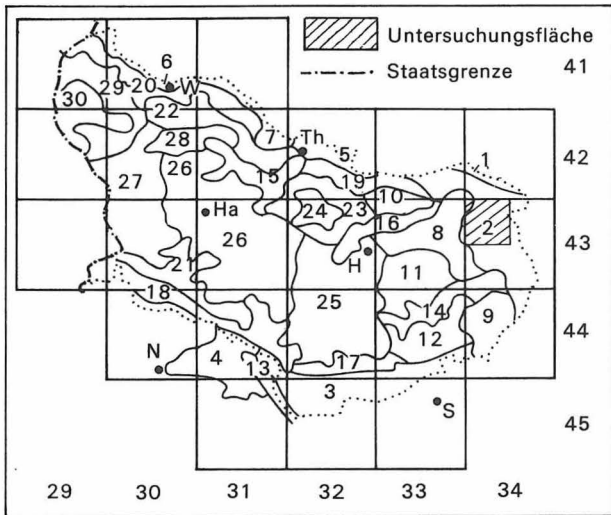 Untersuchungsfläche
6 Staatsgrenze 41
29 20 W
30 22
7 Th 5 1
28 42
26 15 19
27 10
24 23
Ha 16 8 2
26 H 43
21 11
18 25
14 9
12 44
N 4 13 17
3 S
45
29 30 31 32 33 34